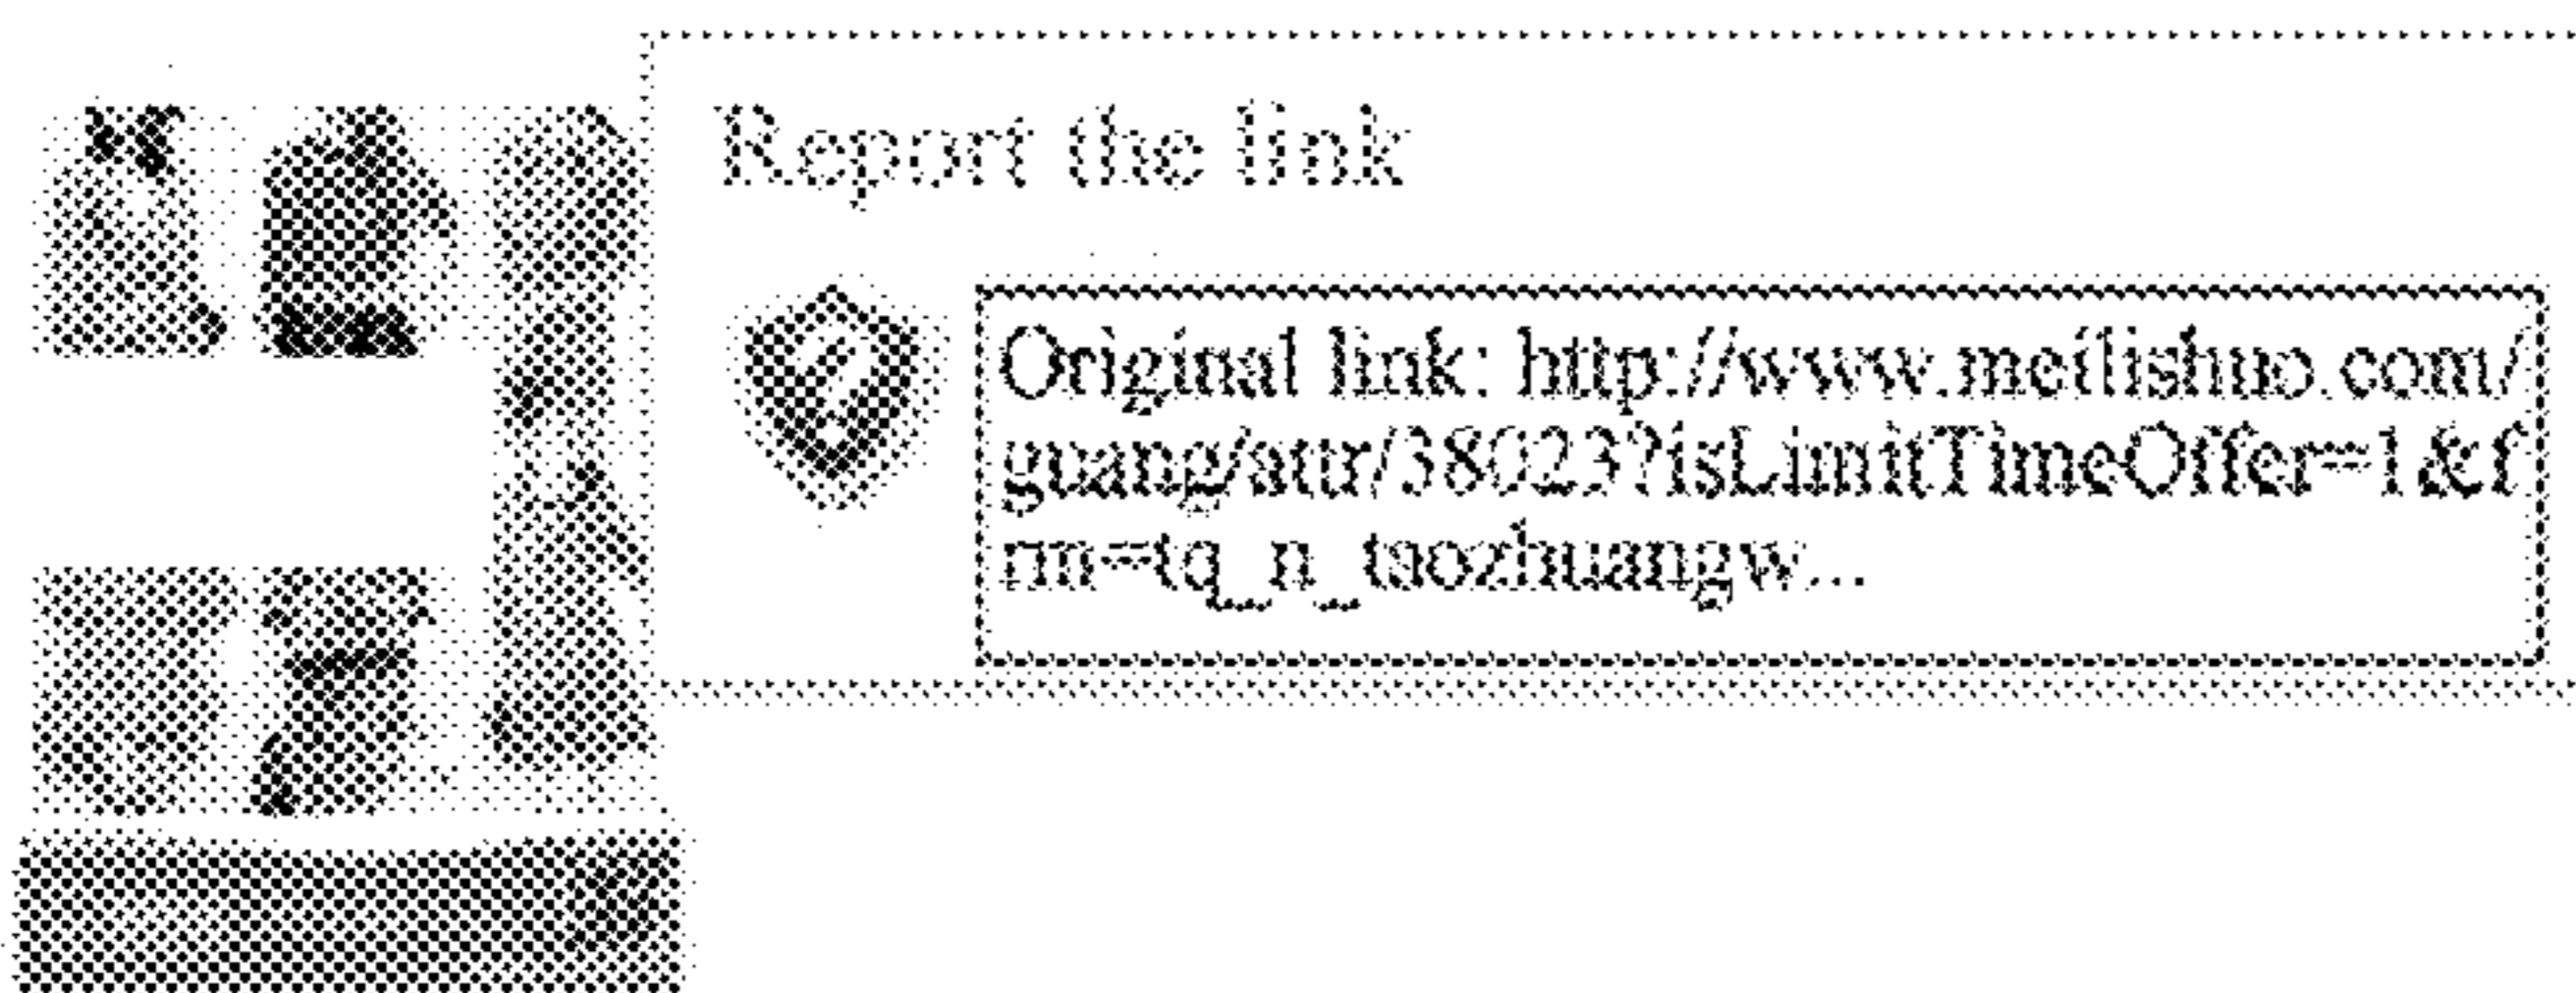 Report the link
Original link: http://www.meilishuo.com/
guang/attr/38023?isLimitTimeOffer=1&f
rm=tq_n_taozhuangw...